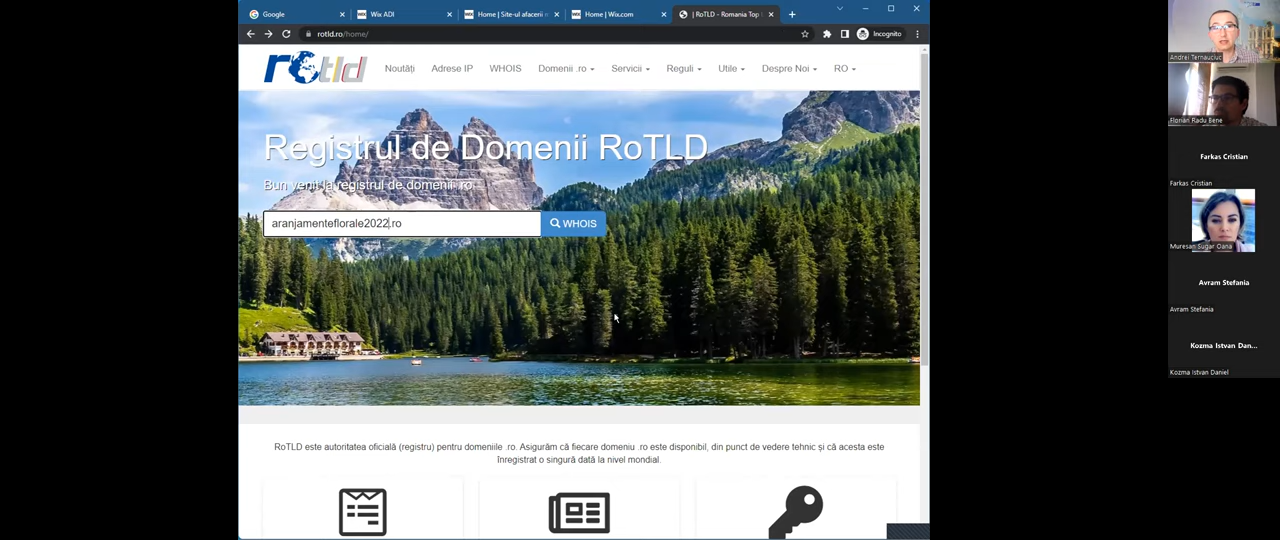 Google
Wix ADI
Home | Site-ul afacerii
Home | Wix.com
| RoTLD - Romania Top
rotld.ro/home/
Incognito
rotld
Noutăți
Adrese IP
WHOIS
Domenii .ro
Servicii
Reguli
Utile
Despre Noi
RO
Registrul de Domenii RoTLD
Bun venit la registrul de domenii .ro
aranjamenteflorale2022.ro
WHOIS
RoTLD este autoritatea oficială (registru) pentru domeniile .ro. Asigurăm că fiecare domeniu .ro este disponibil, din punct de vedere tehnic și că acesta este
înregistrat o singură dată la nivel mondial.
Andrei Ternauciuc
Florian Radu Bene
Farkas Cristian
Farkas Cristian
Muresan Sugar Oana
Avram Stefania
Avram Stefania
Kozma Istvan Dan...
Kozma Istvan Daniel